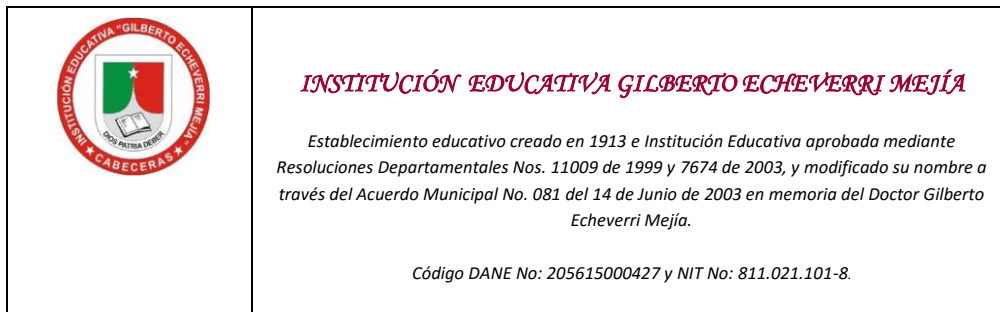 INSTITUCIÓN EDUCATIVA "GILBERTO ECHEVERRI MEJÍA"
CABECERAS
DIOS PATRIA DEBER
INSTITUCIÓN EDUCATIVA GILBERTO ECHEVERRI MEJÍA
Establecimiento educativo creado en 1913 e Institución Educativa aprobada mediante
Resoluciones Departamentales Nos. 11009 de 1999 y 7674 de 2003, y modificado su nombre a
través del Acuerdo Municipal No. 081 del 14 de Junio de 2003 en memoria del Doctor Gilberto
Echeverri Mejía.
Código DANE No: 205615000427 y NIT No: 811.021.101-8.